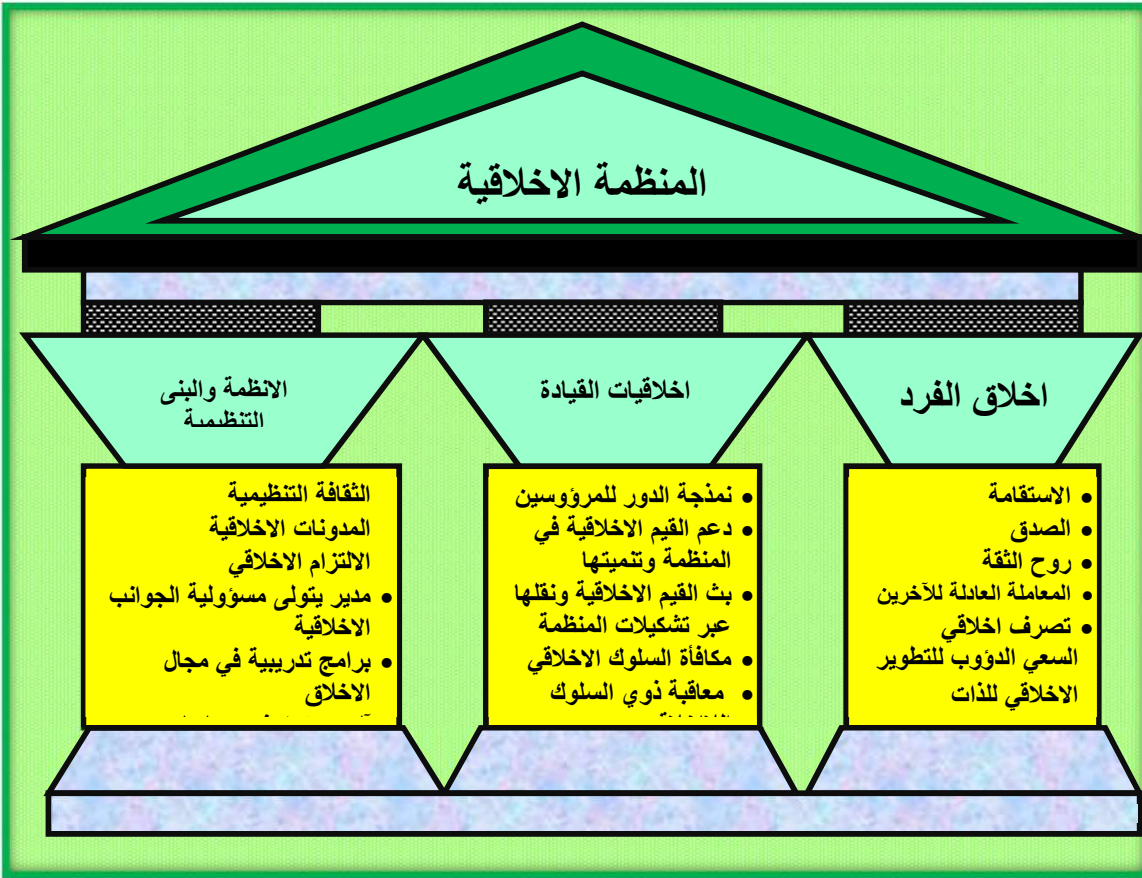 المنظمة الاخلاقية
اخلاق الفرد
• الاستقامة
• الصدق
• روح الثقة
• المعاملة العادلة للآخرين
• تصرف اخلاقي
السعي الدؤوب للتطوير
الاخلاقي للذات
اخلاقيات القيادة
• نمذجة الدور للمرؤوسين
• دعم القيم الاخلاقية في
المنظمة وتنميتها
• بث القيم الاخلاقية ونقلها
عبر تشكيلات المنظمة
• مكافأة السلوك الاخلاقي
• معاقبة ذوي السلوك
الانظمة والبنى
التنظيمية
الثقافة التنظيمية
المدونات الاخلاقية
الالتزام الاخلاقي
• مدير يتولى مسؤولية الجوانب
الاخلاقية
• برامج تدريبية في مجال
الاخلاق